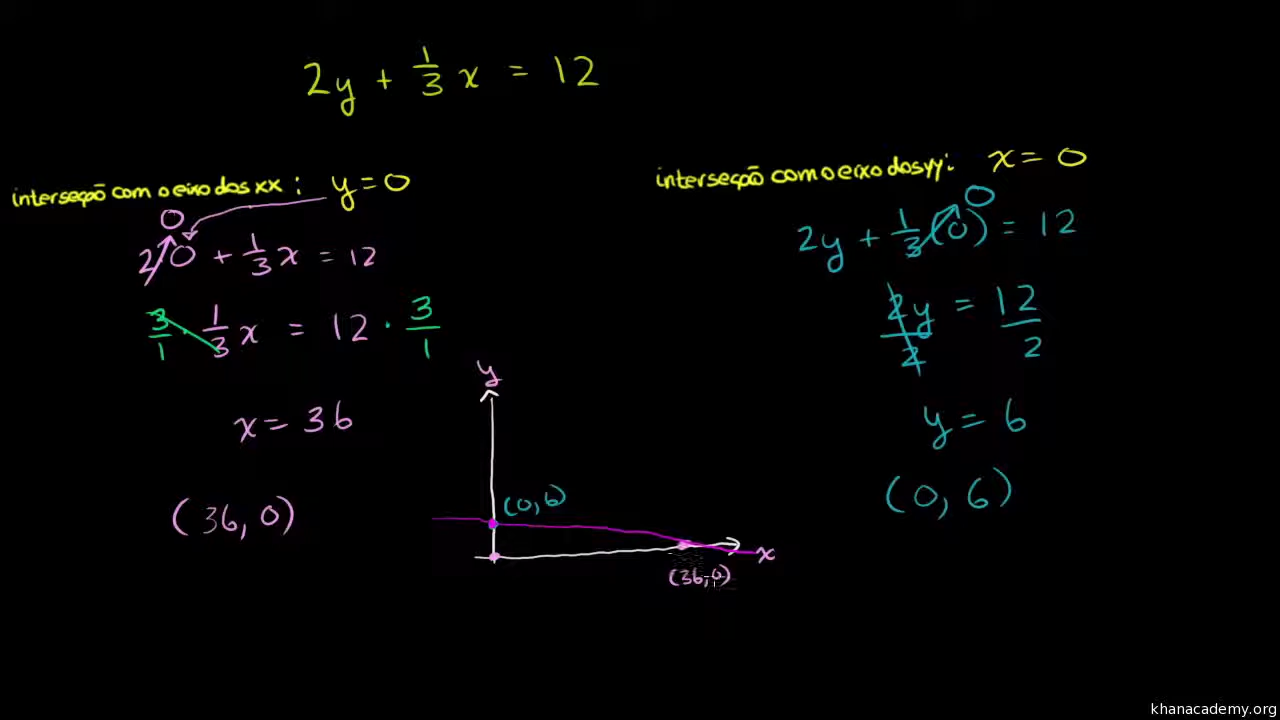 2y + 1/3 x = 12
interseção com o eixo dos xx : y = 0
0
2·0 + 1/3 x = 12
3/1 · 1/3 x = 12 · 3/1
x = 36
(36, 0)
interseção com o eixo dos yy : x = 0
0
2y + 1/3 (0) = 12
2y/2 = 12/2
y = 6
(0, 6)
y
(0, 6)
x
(36, 0)
khanacademy.org